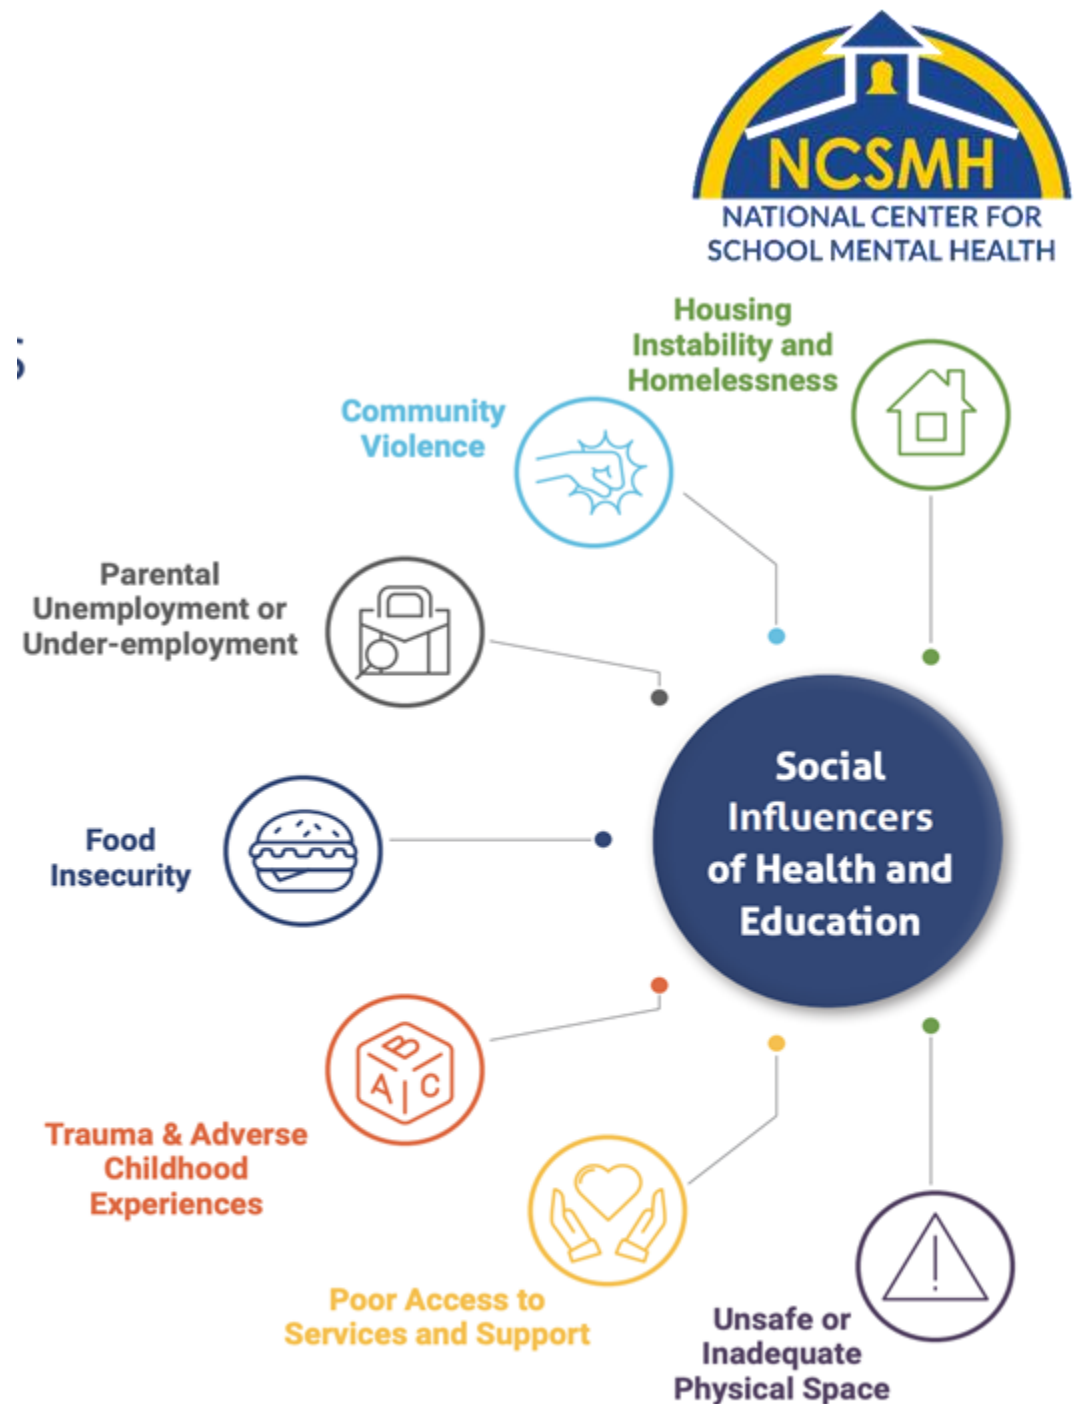 NCSMH
NATIONAL CENTER FOR
SCHOOL MENTAL HEALTH
Housing
Instability and
Homelessness
Community
Violence
Parental
Unemployment or
Under-employment
Food
Insecurity
Social
Influencers
of Health and
Education
B
A C
Trauma & Adverse
Childhood
Experiences
Poor Access to
Services and Support
Unsafe or
Inadequate
Physical Space